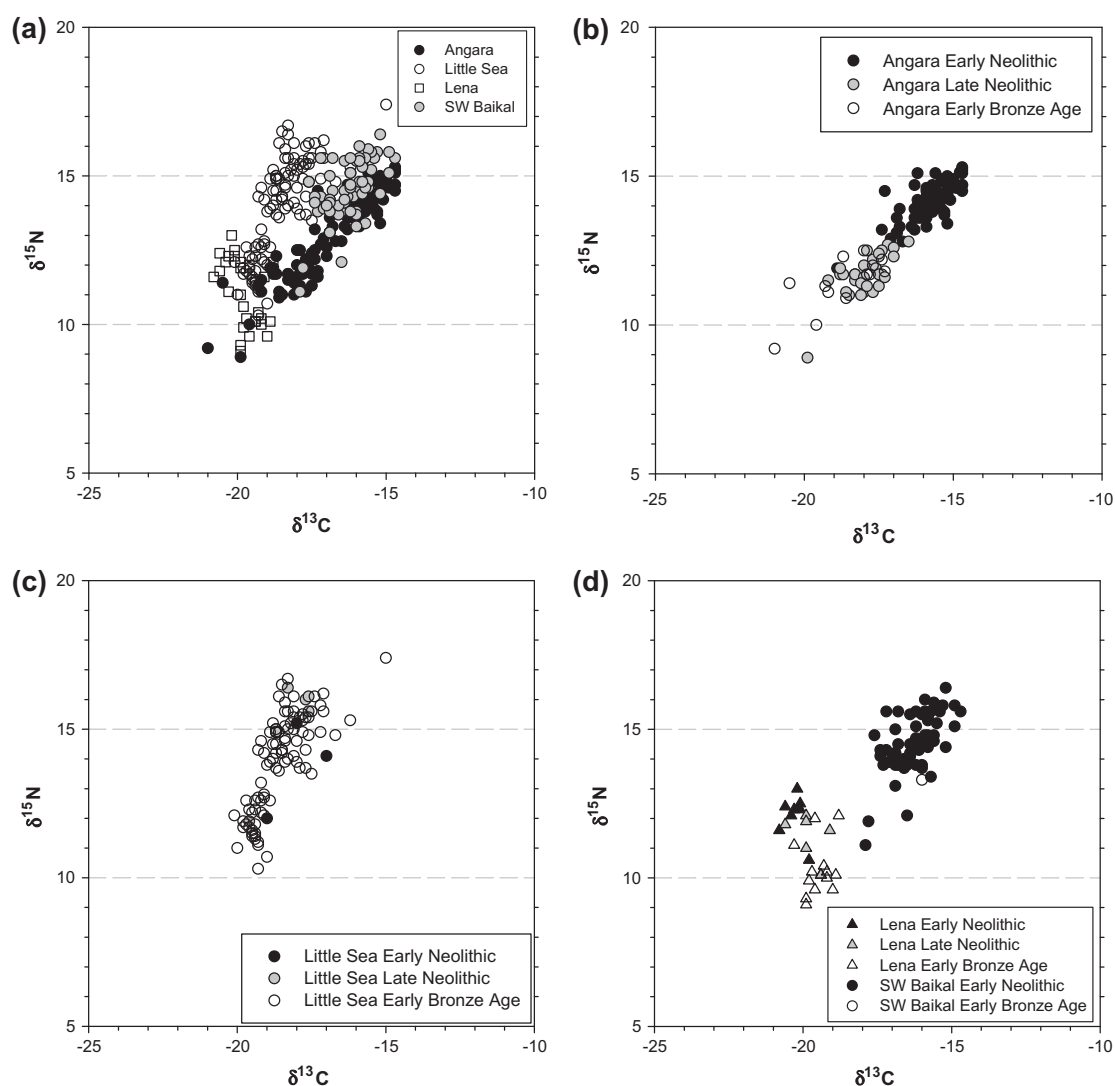 (a)
20
15
10
5
δ15N
-25 -20 -15 -10
δ13C
Angara
Little Sea
Lena
SW Baikal
(b)
20
15
10
5
δ15N
-25 -20 -15 -10
δ13C
Angara Early Neolithic
Angara Late Neolithic
Angara Early Bronze Age
(c)
20
15
10
5
δ15N
-25 -20 -15 -10
δ13C
Little Sea Early Neolithic
Little Sea Late Neolithic
Little Sea Early Bronze Age
(d)
20
15
10
5
δ15N
-25 -20 -15 -10
δ13C
Lena Early Neolithic
Lena Late Neolithic
Lena Early Bronze Age
SW Baikal Early Neolithic
SW Baikal Early Bronze Age